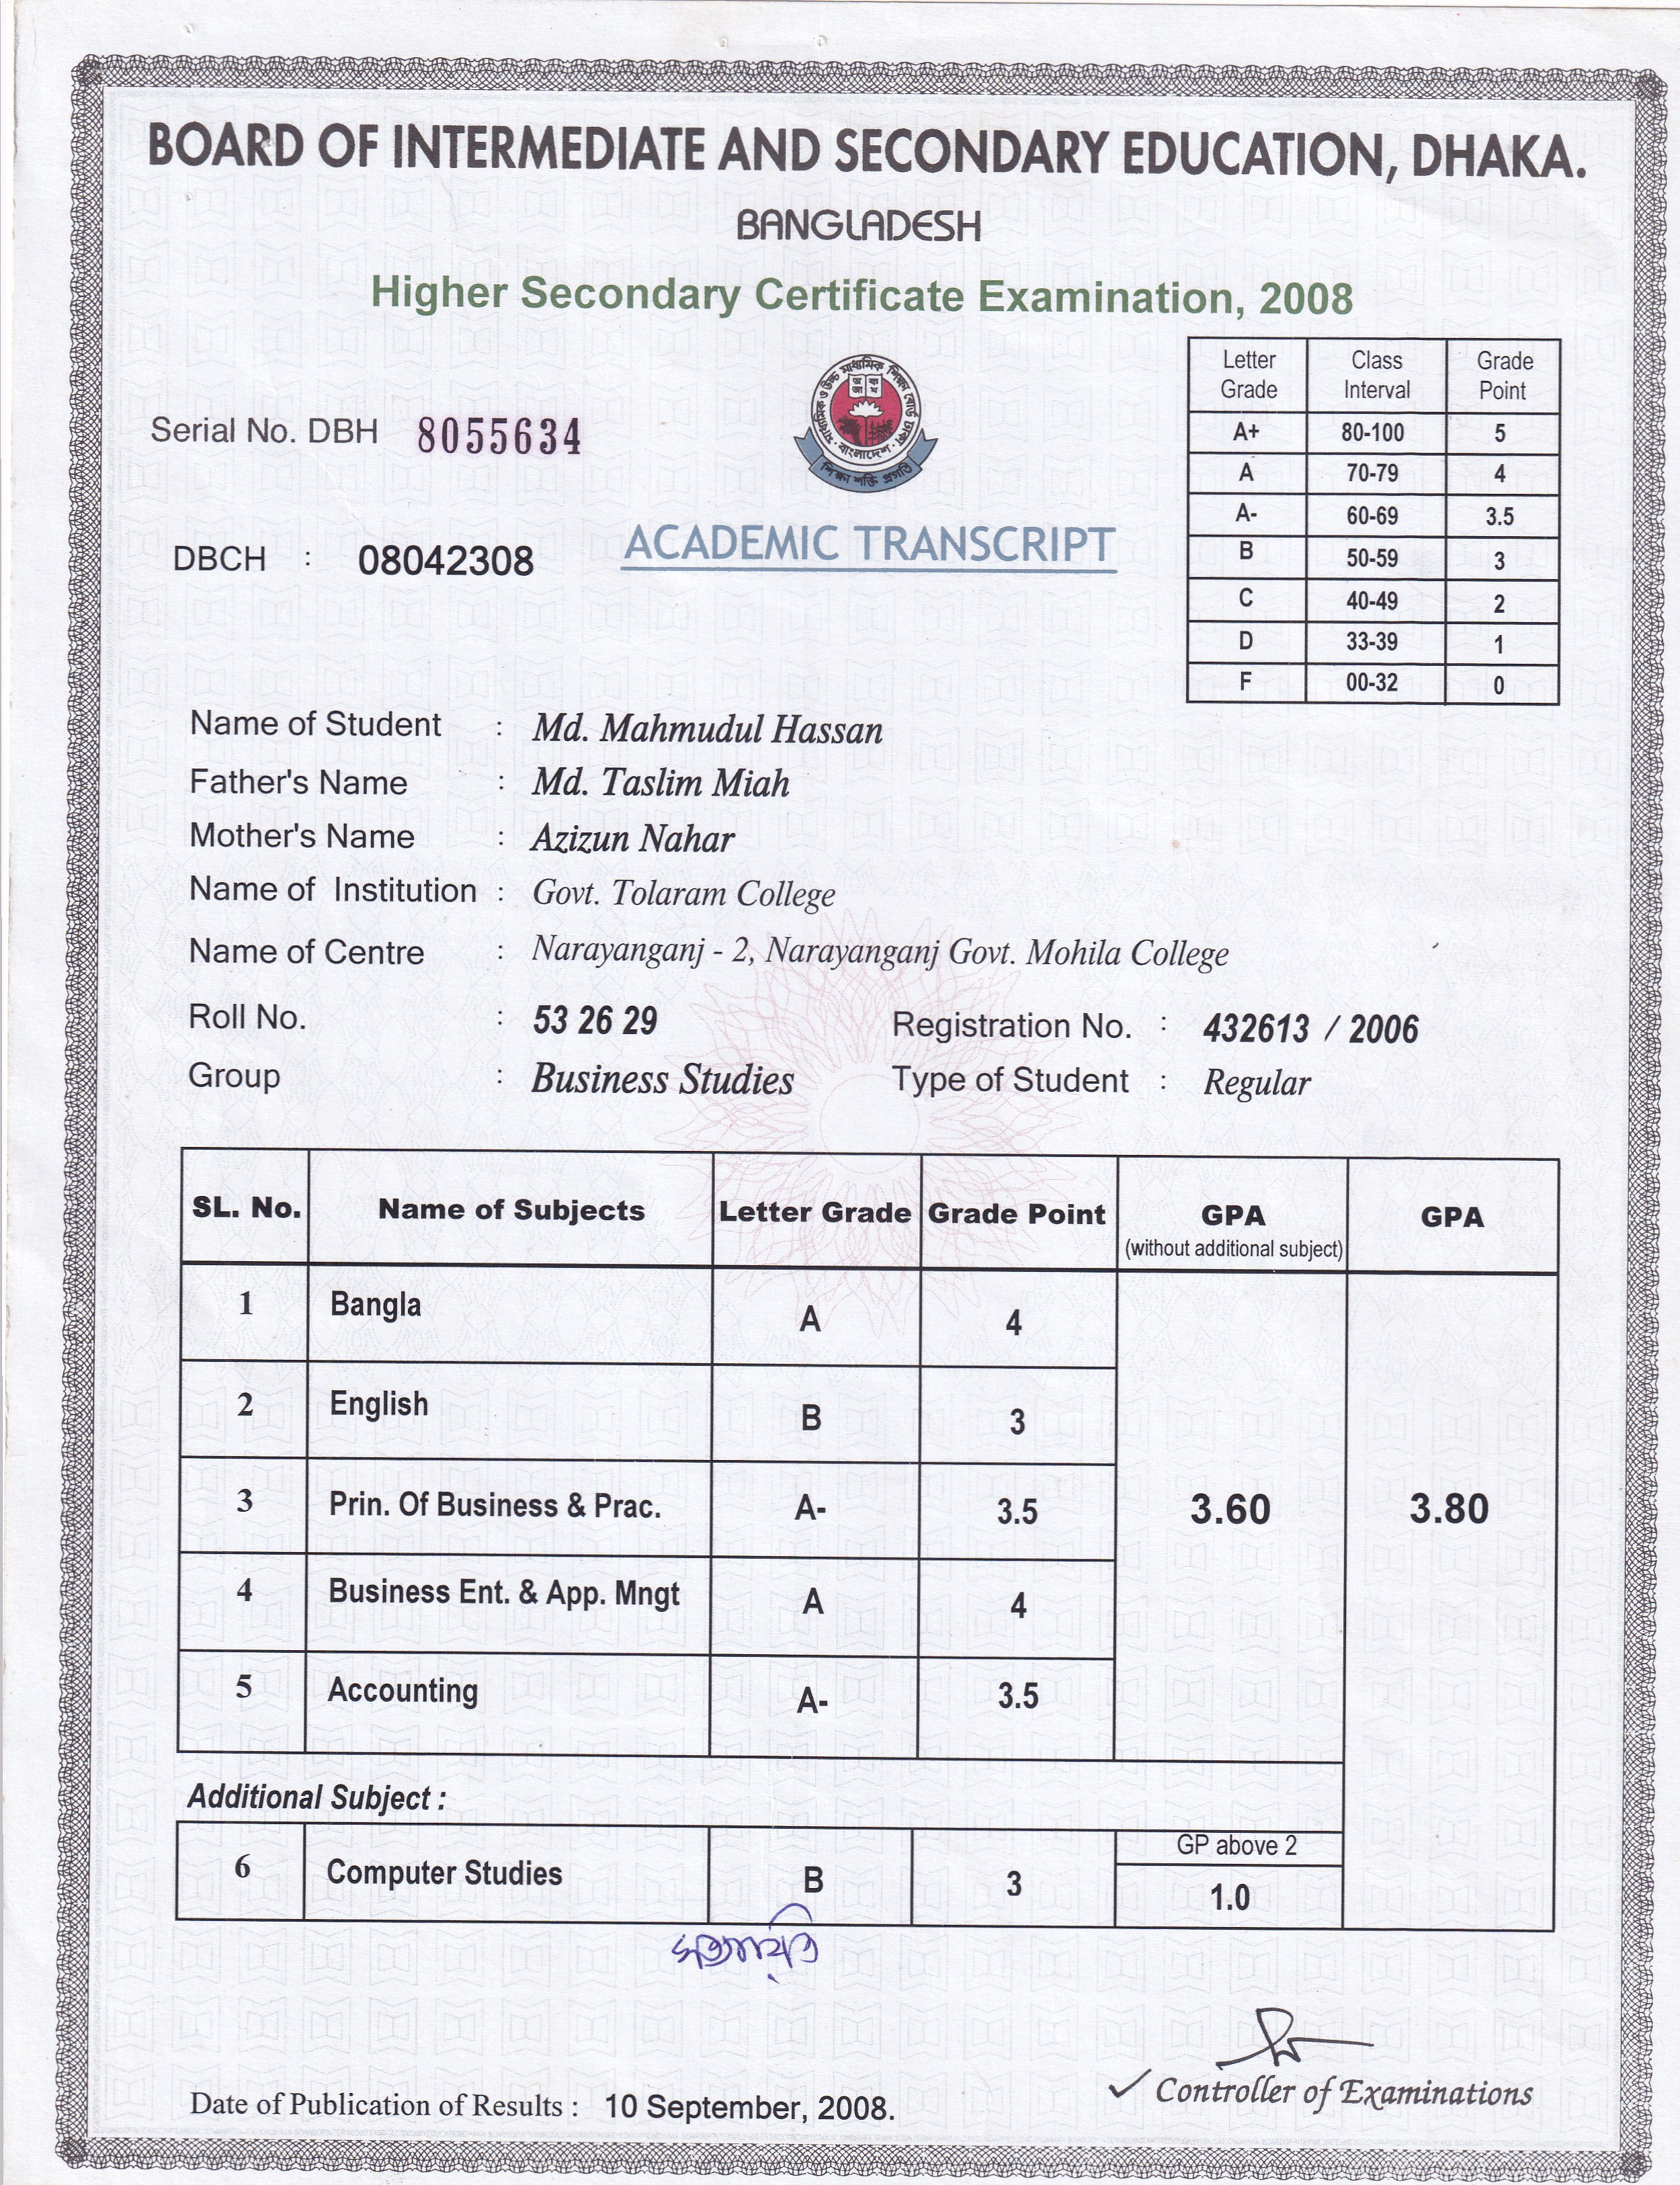 BOARD OF INTERMEDIATE AND SECONDARY EDUCATION, DHAKA.
BANGLADESH
Higher Secondary Certificate Examination, 2008
মাধ্যমিক ও উচ্চ মাধ্যমিক শিক্ষা বোর্ড ঢাকা
বাংলাদেশ
শিক্ষা শক্তি প্রগতি
Serial No. DBH 8055634
DBCH : 08042308
ACADEMIC TRANSCRIPT
Letter Grade Class Interval Grade Point
A+ 80-100 5
A 70-79 4
A- 60-69 3.5
B 50-59 3
C 40-49 2
D 33-39 1
F 00-32 0
Name of Student : Md. Mahmudul Hassan
Father's Name : Md. Taslim Miah
Mother's Name : Azizun Nahar
Name of Institution : Govt. Tolaram College
Name of Centre : Narayanganj - 2, Narayanganj Govt. Mohila College
Roll No. : 53 26 29 Registration No. : 432613 / 2006
Group : Business Studies Type of Student : Regular
SL. No. Name of Subjects Letter Grade Grade Point GPA (without additional subject) GPA
1 Bangla A 4
2 English B 3
3 Prin. Of Business & Prac. A- 3.5 3.60 3.80
4 Business Ent. & App. Mngt A 4
5 Accounting A- 3.5
Additional Subject :
GP above 2
6 Computer Studies B 3 1.0
Date of Publication of Results : 10 September, 2008.
Controller of Examinations